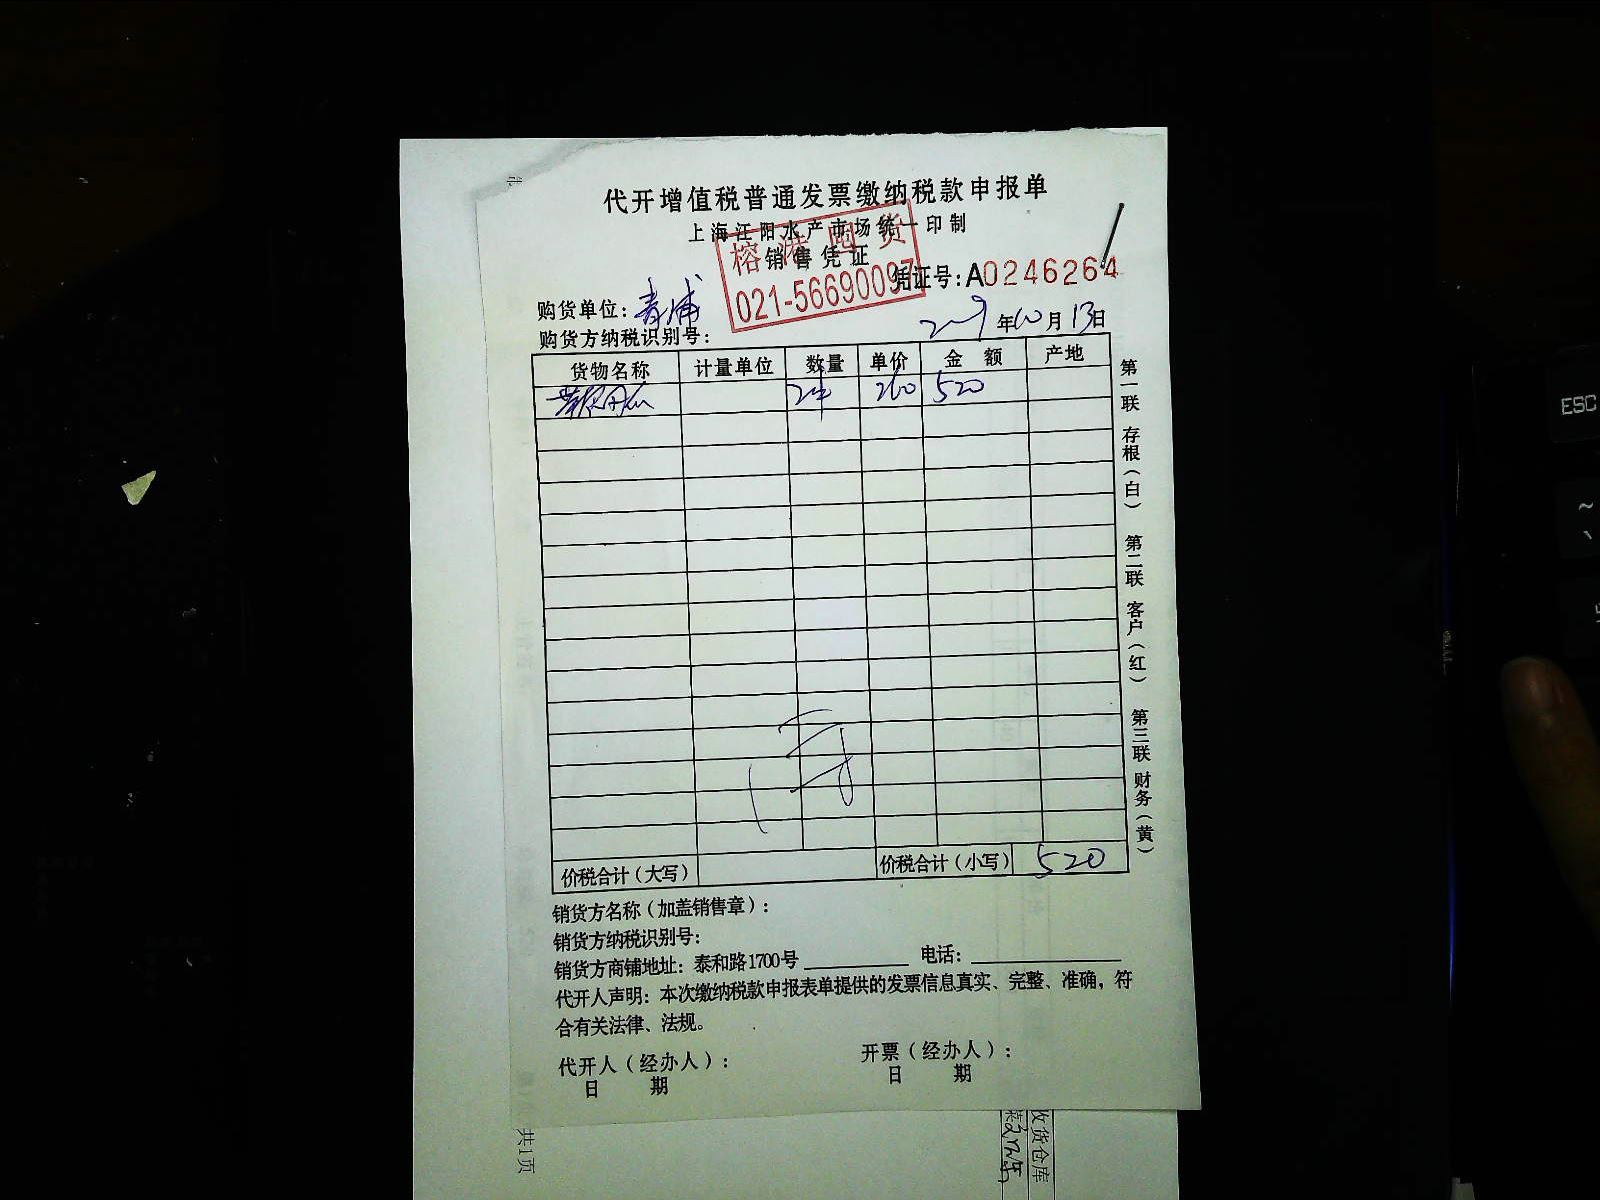 代开增值税普通发票缴纳税款申报单
上海江阳水产市场统一印制
销售凭证
021-56690097
凭证号:A0246264
购货单位:青浦
年10月13日
购货方纳税识别号:
货物名称 计量单位 数量 单价 金额 产地
2件 260 520
价税合计(大写) 价税合计(小写) 520
销货方名称(加盖销售章):
销货方纳税识别号:
销货方商铺地址:泰和路1700号 电话:
代开人声明:本次缴纳税款申报表单提供的发票信息真实、完整、准确,符
合有关法律、法规。
代开人(经办人): 开票(经办人):
日期 日期
第一联 存根(白) 第二联 客户(红) 第三联 财务(黄)
共1页
收货仓库
ESC